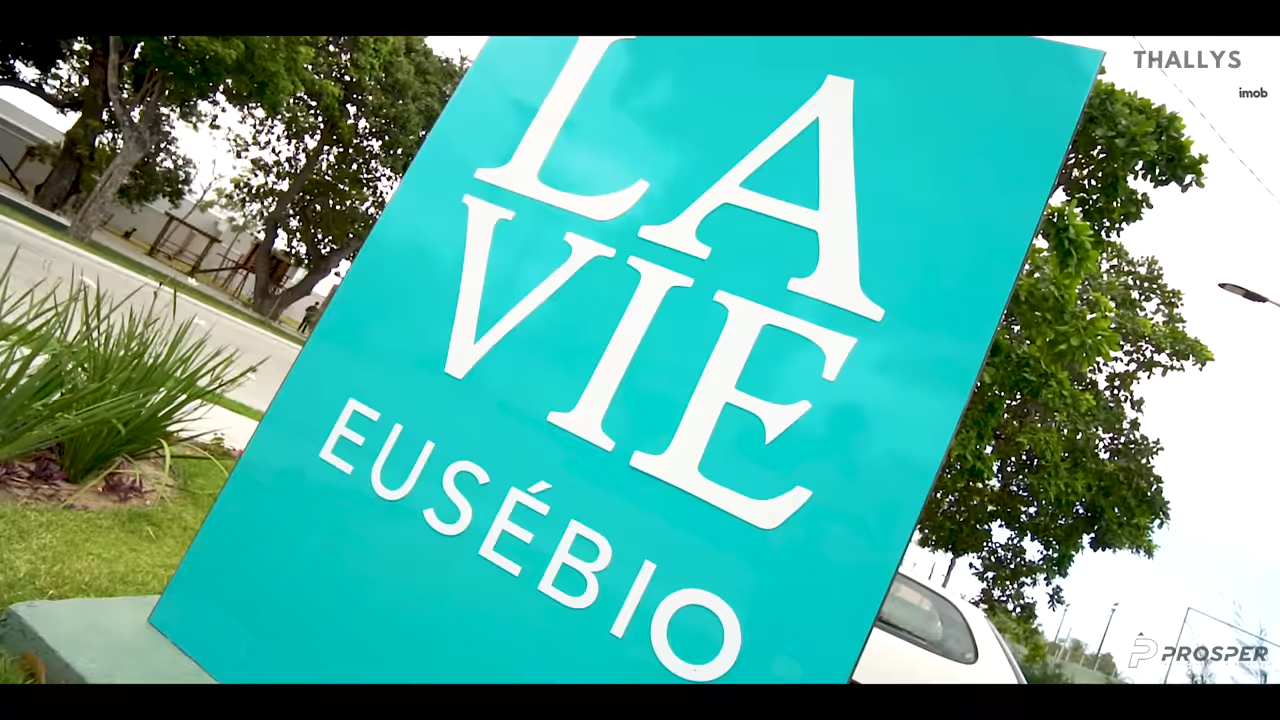 THALLYS
imob
LA
VIE
EUSÉBIO
PROSPER